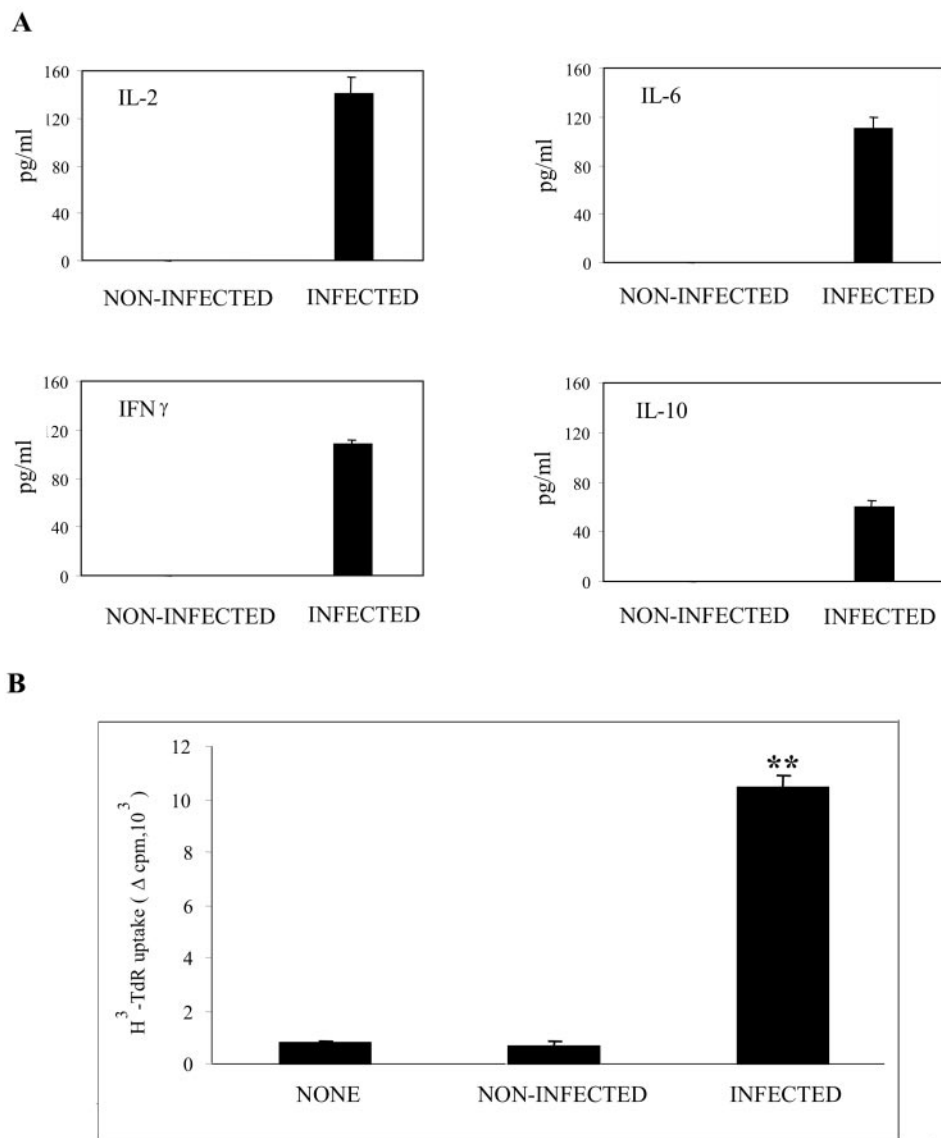 A
160
120
80
40
0
pg/ml
IL-2
NON-INFECTED INFECTED
160
120
80
40
0
pg/ml
IL-6
NON-INFECTED INFECTED
160
120
80
40
0
pg/ml
IFN γ
NON-INFECTED INFECTED
160
120
80
40
0
pg/ml
IL-10
NON-INFECTED INFECTED
B
12
10
8
6
4
2
0
H³-TdR uptake ( Δ cpm,10³)
**
NONE NON-INFECTED INFECTED